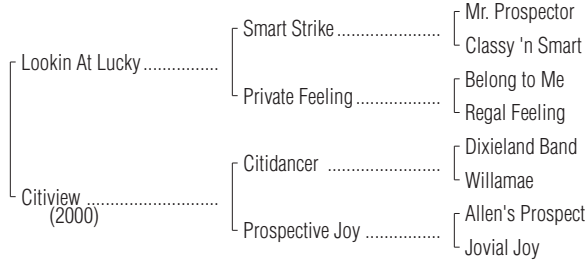 Mr. Prospector
Smart Strike ....................
Classy 'n Smart
Lookin At Lucky ...............
Belong to Me
Private Feeling ................
Regal Feeling
Dixieland Band
Citidancer .....................
Willamae
Citiview ..........................
(2000)
Allen's Prospect
Prospective Joy ...............
Jovial Joy